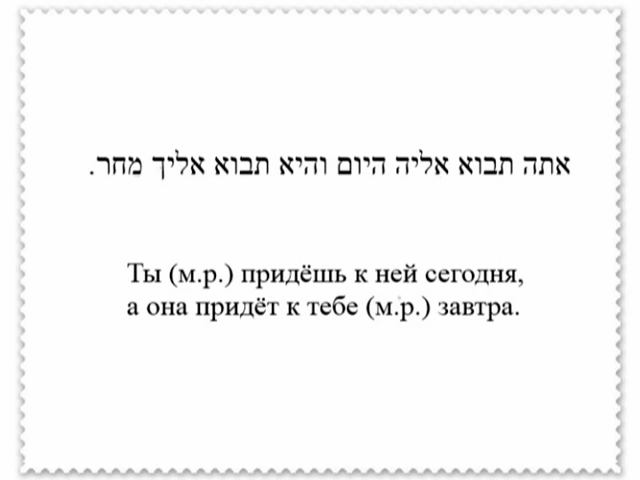 אתה תבוא אליה היום והיא תבוא אליך מחר.
Ты (м.р.) придёшь к ней сегодня,
а она придёт к тебе (м.р.) завтра.